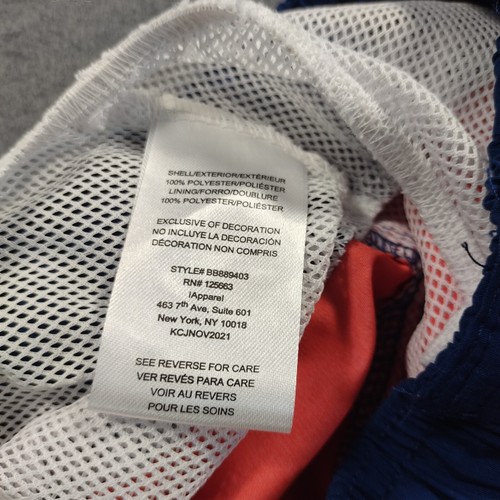 SHELL/EXTERIOR/EXTÉRIEUR
100% POLYESTER/POLIÉSTER
LINING/FORRO/DOUBLURE
100% POLYESTER/POLIÉSTER
EXCLUSIVE OF DECORATION
NO INCLUYE LA DECORACIÓN
DÉCORATION NON COMPRIS
STYLE# BB889403
RN# 125663
iApparel
463 7th Ave, Suite 601
New York, NY 10018
KCJNOV2021
SEE REVERSE FOR CARE
VER REVÉS PARA CARE
VOIR AU REVERS
POUR LES SOINS